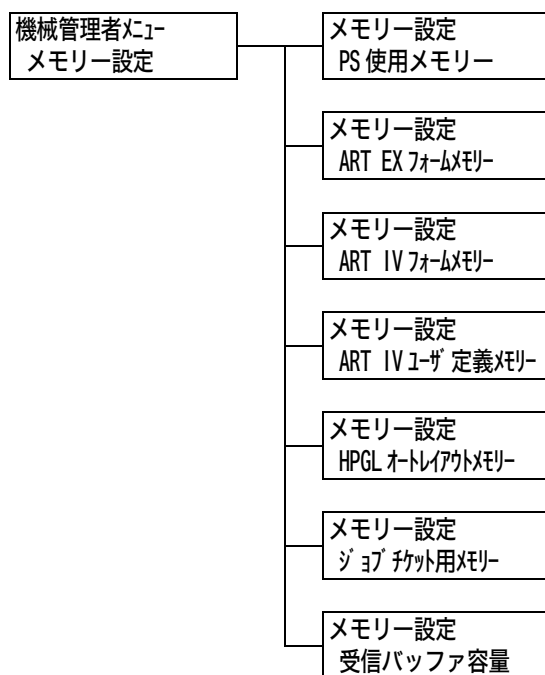 機械管理者ﾒﾆｭｰ
メモリー設定
メモリー設定
PS 使用メモリー
メモリー設定
ART EX ﾌｫｰﾑﾒﾓﾘｰ
メモリー設定
ART IV ﾌｫｰﾑﾒﾓﾘｰ
メモリー設定
ART IV ﾕｰｻﾞ定義ﾒﾓﾘｰ
メモリー設定
HPGL ｵｰﾄﾚｲｱｳﾄﾒﾓﾘｰ
メモリー設定
ｼﾞｮﾌﾞﾁｹｯﾄ用ﾒﾓﾘｰ
メモリー設定
受信バッファ容量